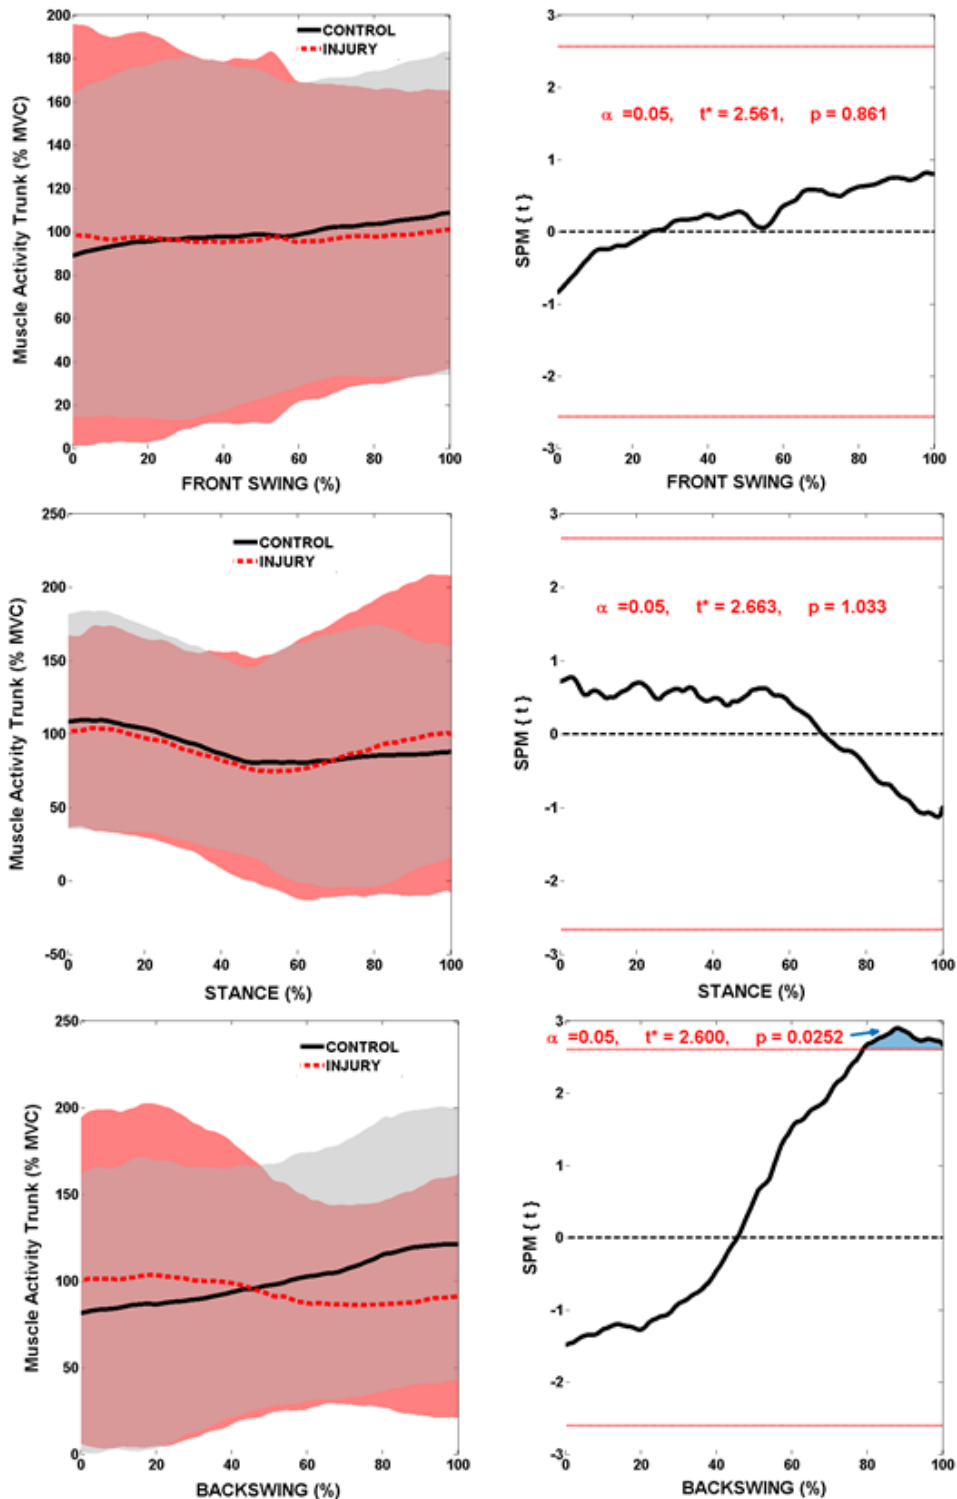 CONTROL
INJURY
Muscle Activity Trunk (% MVC)
200
180
160
140
120
100
80
60
40
20
0
0 20 40 60 80 100
FRONT SWING (%)
SPM { t }
3
2
1
0
-1
-2
-3
α =0.05, t* = 2.561, p = 0.861
0 20 40 60 80 100
FRONT SWING (%)
CONTROL
INJURY
Muscle Activity Trunk (% MVC)
250
200
150
100
50
0
-50
0 20 40 60 80 100
STANCE (%)
SPM { t }
3
2
1
0
-1
-2
-3
α =0.05, t* = 2.663, p = 1.033
0 20 40 60 80 100
STANCE (%)
CONTROL
INJURY
Muscle Activity Trunk (% MVC)
250
200
150
100
50
0
0 20 40 60 80 100
BACKSWING (%)
SPM { t }
3
2
1
0
-1
-2
-3
α =0.05, t* = 2.600, p = 0.0252
0 20 40 60 80 100
BACKSWING (%)